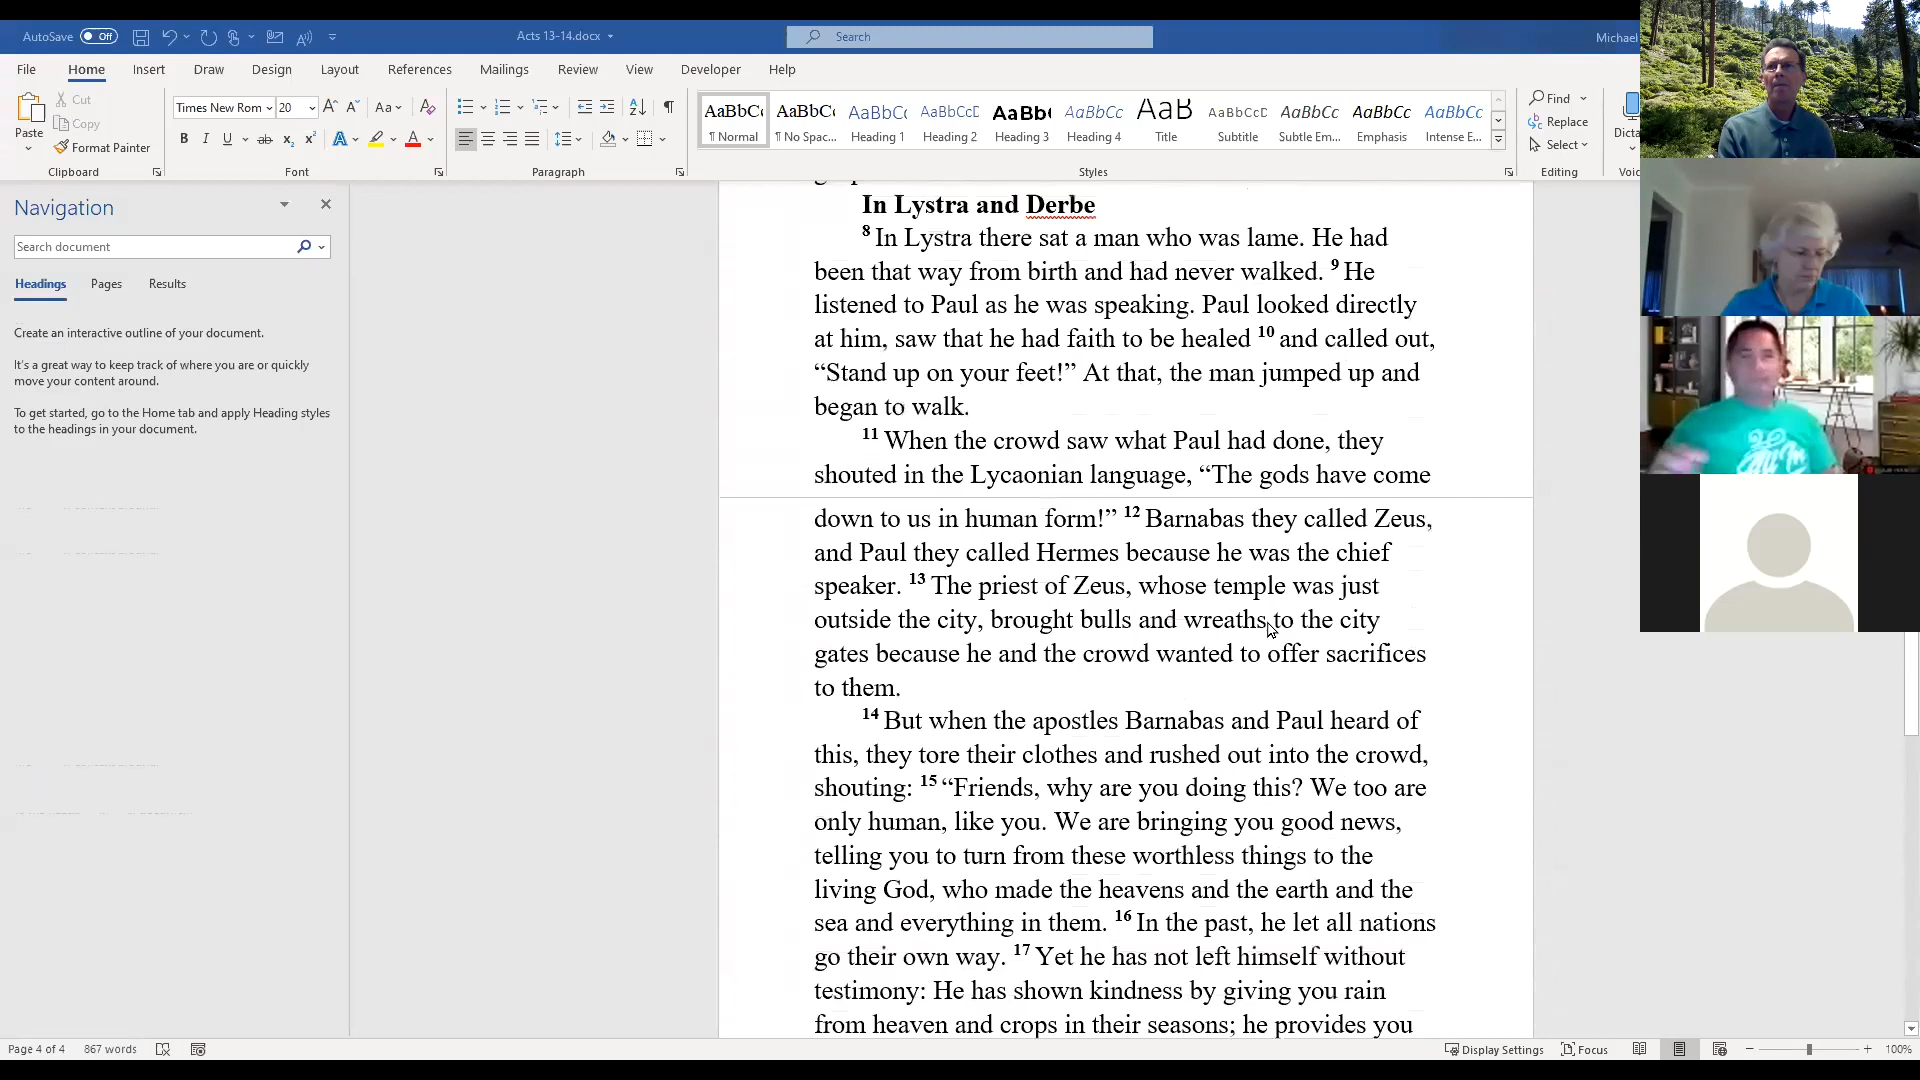 AutoSave Off Acts 13-14.docx Search Michael
File Home Insert Draw Design Layout References Mailings Review View Developer Help
Paste Cut Copy Format Painter
Times New Rom 20 Aa
B I U ab x₂ x² A A
AaBbCc AaBbCc AaBbCc AaBbCcD AaBbC AaBbCc AaB AaBbCcD AaBbCc AaBbCc AaBbCc
¶ Normal ¶ No Spac... Heading 1 Heading 2 Heading 3 Heading 4 Title Subtitle Subtle Em... Emphasis Intense E...
Find
Replace
Select
Dicta
Clipboard Font Paragraph Styles Editing Voi
Navigation
Search document
Headings Pages Results
Create an interactive outline of your document.
It's a great way to keep track of where you are or quickly
move your content around.
To get started, go to the Home tab and apply Heading styles
to the headings in your document.
In Lystra and Derbe
8 In Lystra there sat a man who was lame. He had
been that way from birth and had never walked. 9 He
listened to Paul as he was speaking. Paul looked directly
at him, saw that he had faith to be healed 10 and called out,
“Stand up on your feet!” At that, the man jumped up and
began to walk.
11 When the crowd saw what Paul had done, they
shouted in the Lycaonian language, “The gods have come
down to us in human form!” 12 Barnabas they called Zeus,
and Paul they called Hermes because he was the chief
speaker. 13 The priest of Zeus, whose temple was just
outside the city, brought bulls and wreaths to the city
gates because he and the crowd wanted to offer sacrifices
to them.
14 But when the apostles Barnabas and Paul heard of
this, they tore their clothes and rushed out into the crowd,
shouting: 15 “Friends, why are you doing this? We too are
only human, like you. We are bringing you good news,
telling you to turn from these worthless things to the
living God, who made the heavens and the earth and the
sea and everything in them. 16 In the past, he let all nations
go their own way. 17 Yet he has not left himself without
testimony: He has shown kindness by giving you rain
from heaven and crops in their seasons; he provides you
Page 4 of 4 867 words Display Settings Focus 100%